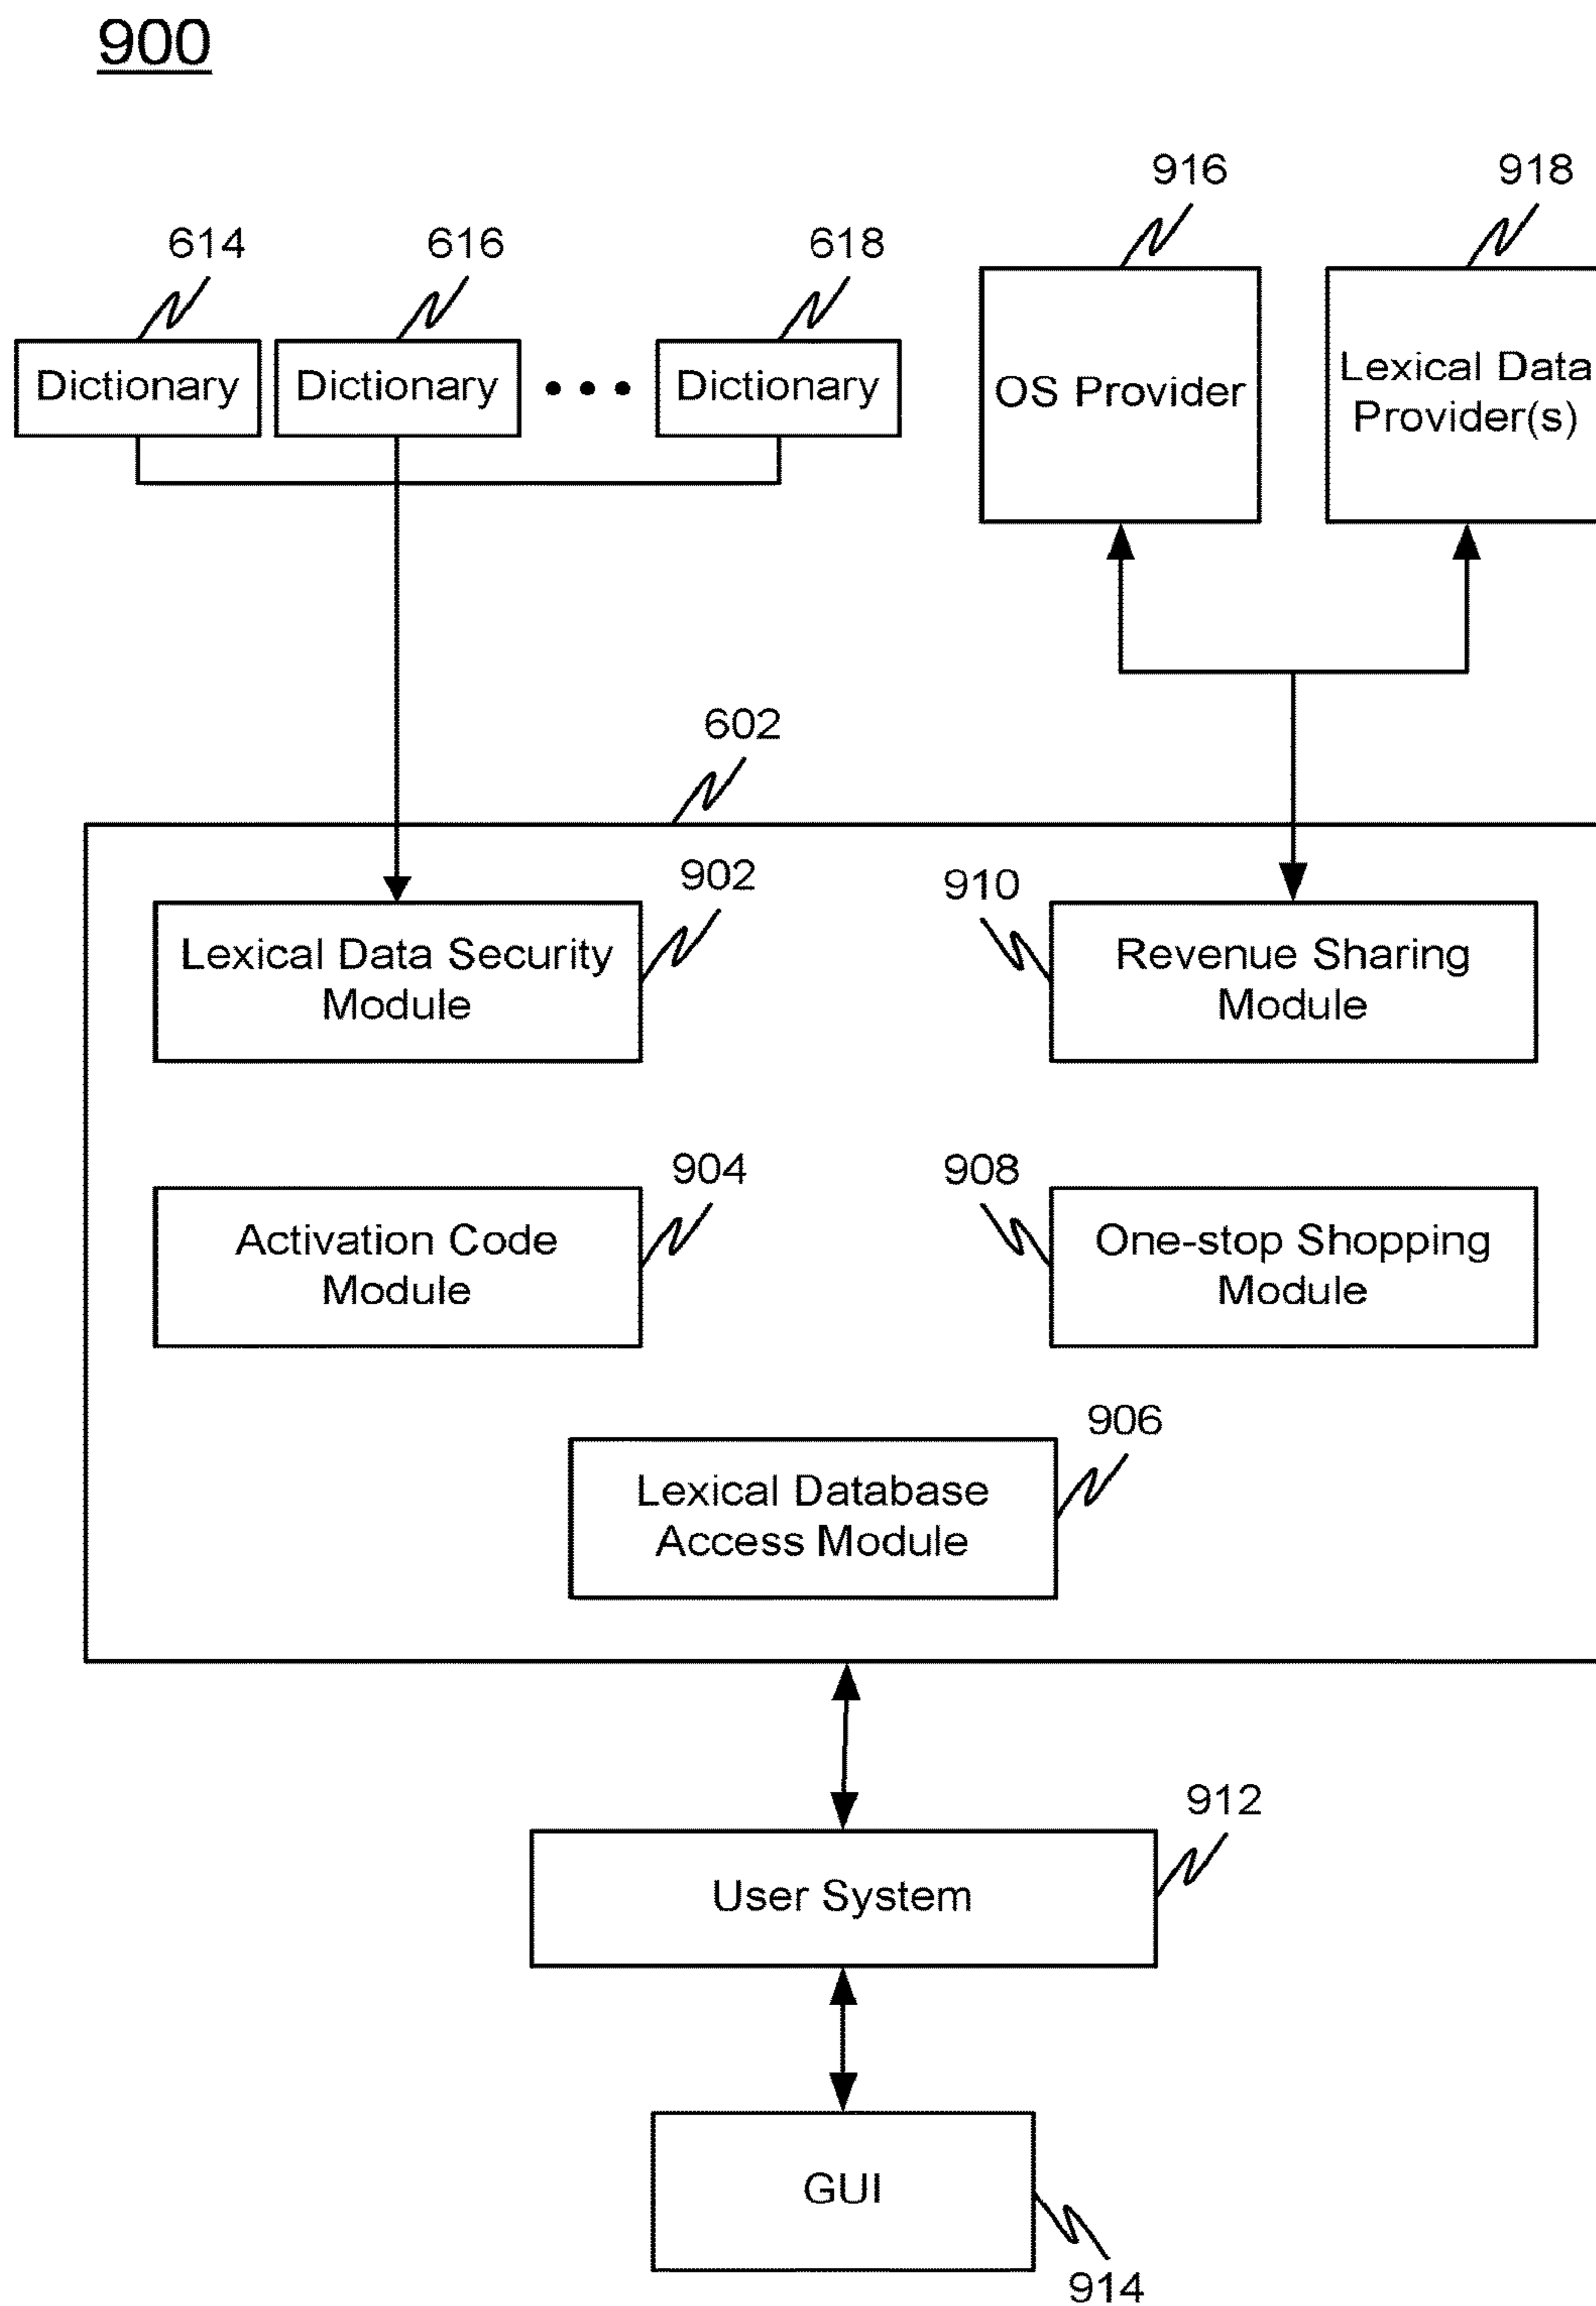 900
916
918
614
616
618
Dictionary
Dictionary
Dictionary
OS Provider
Lexical Data
Provider(s)
602
902
910
Lexical Data Security
Module
Revenue Sharing
Module
904
908
Activation Code
Module
One-stop Shopping
Module
906
Lexical Database
Access Module
912
User System
GUI
914